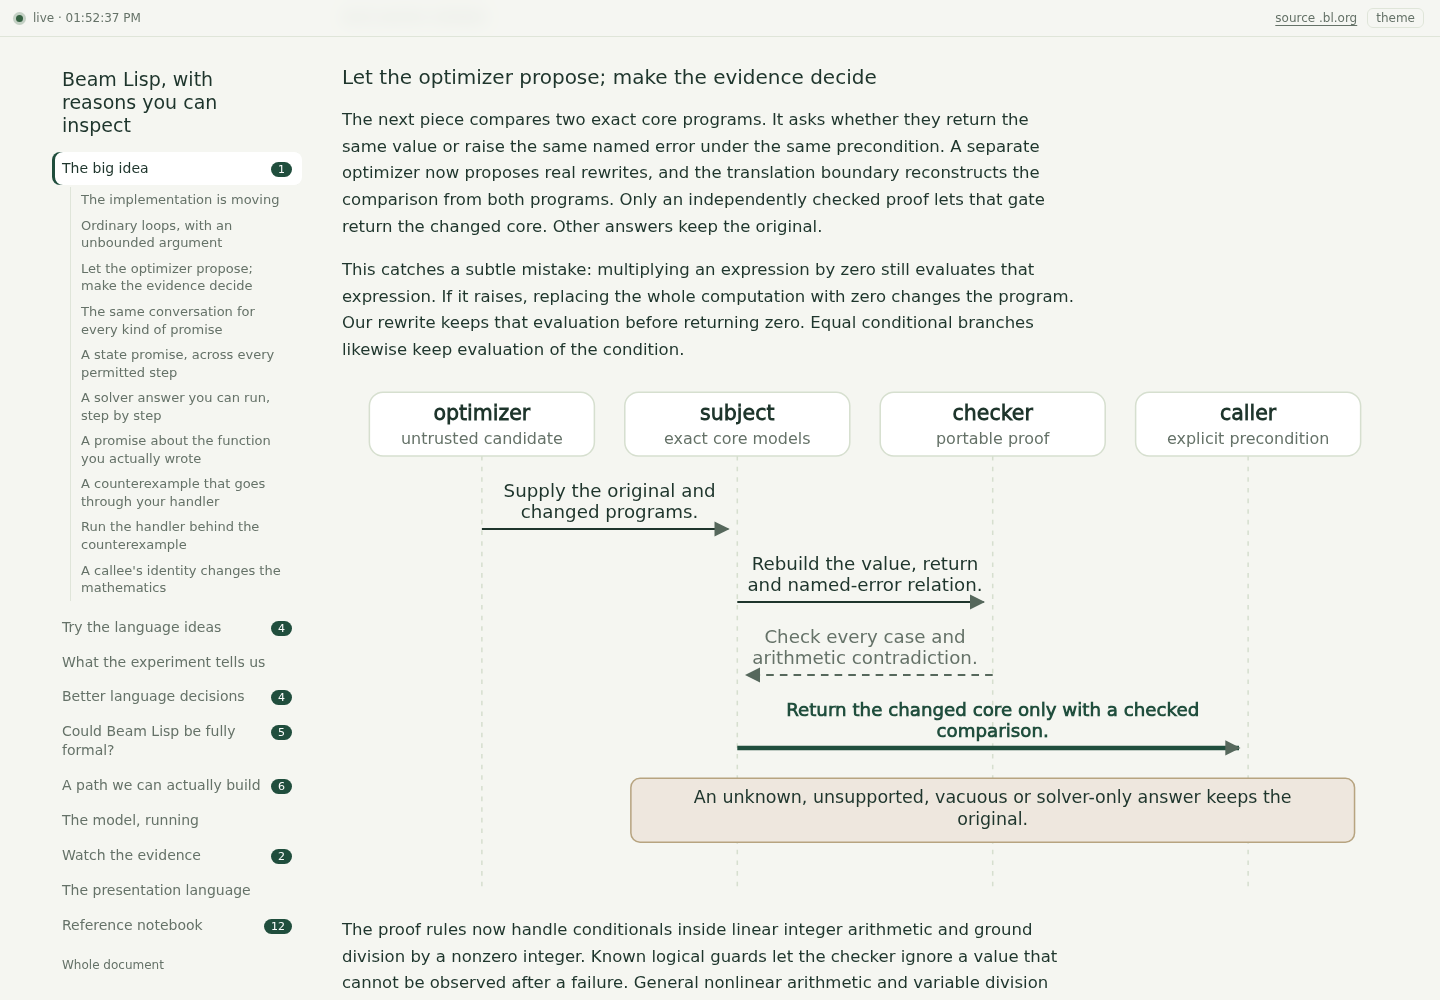 live · 01:52:37 PM
source .bl.org
theme
Beam Lisp, with
reasons you can
inspect
The big idea
1
The implementation is moving
Ordinary loops, with an
unbounded argument
Let the optimizer propose;
make the evidence decide
The same conversation for
every kind of promise
A state promise, across every
permitted step
A solver answer you can run,
step by step
A promise about the function
you actually wrote
A counterexample that goes
through your handler
Run the handler behind the
counterexample
A callee's identity changes the
mathematics
Try the language ideas
4
What the experiment tells us
Better language decisions
4
Could Beam Lisp be fully
formal?
5
A path we can actually build
6
The model, running
Watch the evidence
2
The presentation language
Reference notebook
12
Whole document
Let the optimizer propose; make the evidence decide
The next piece compares two exact core programs. It asks whether they return the
same value or raise the same named error under the same precondition. A separate
optimizer now proposes real rewrites, and the translation boundary reconstructs the
comparison from both programs. Only an independently checked proof lets that gate
return the changed core. Other answers keep the original.
This catches a subtle mistake: multiplying an expression by zero still evaluates that
expression. If it raises, replacing the whole computation with zero changes the program.
Our rewrite keeps that evaluation before returning zero. Equal conditional branches
likewise keep evaluation of the condition.
optimizer
untrusted candidate
subject
exact core models
checker
portable proof
caller
explicit precondition
Supply the original and
changed programs.
Rebuild the value, return
and named-error relation.
Check every case and
arithmetic contradiction.
Return the changed core only with a checked
comparison.
An unknown, unsupported, vacuous or solver-only answer keeps the
original.
The proof rules now handle conditionals inside linear integer arithmetic and ground
division by a nonzero integer. Known logical guards let the checker ignore a value that
cannot be observed after a failure. General nonlinear arithmetic and variable division